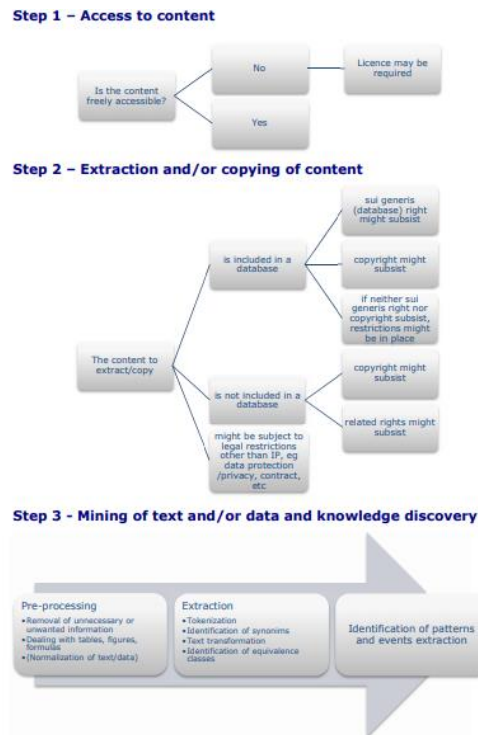 Step 1 – Access to content
No
Licence may be
required
Is the content
freely accessible?
Yes
Step 2 – Extraction and/or copying of content
sui generis
(database) right
might subsist
is included in a
database
copyright might
subsist
if neither sui
generis right nor
copyright subsist,
restrictions might
be in place
The content to
extract/copy
copyright might
subsist
is not included in a
database
related rights might
subsist
might be subject to
legal restrictions
other than IP, eg
data protection
/privacy, contract,
etc
Step 3 - Mining of text and/or data and knowledge discovery
Pre-processing
•Removal of unnecessary or
unwanted information
•Dealing with tables, figures,
formulas
•(Normalization of text/data)
Extraction
•Tokenization
•Identification of synonims
•Text transformation
•Identification of equivalence
classes
Identification of patterns
and events extraction